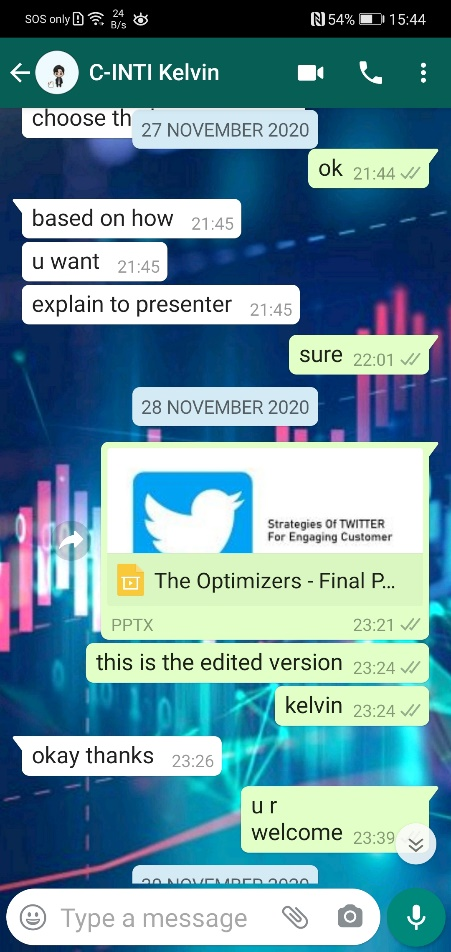 SOS only 24 B/s 54% 15:44
C-INTI Kelvin
choose th
27 NOVEMBER 2020
ok 21:44
based on how 21:45
u want 21:45
explain to presenter 21:45
sure 22:01
28 NOVEMBER 2020
Strategies Of TWITTER
For Engaging Customer
The Optimizers - Final P...
PPTX 23:21
this is the edited version 23:24
kelvin 23:24
okay thanks 23:26
u r
welcome 23:39
NOVEMBER 2020
Type a message